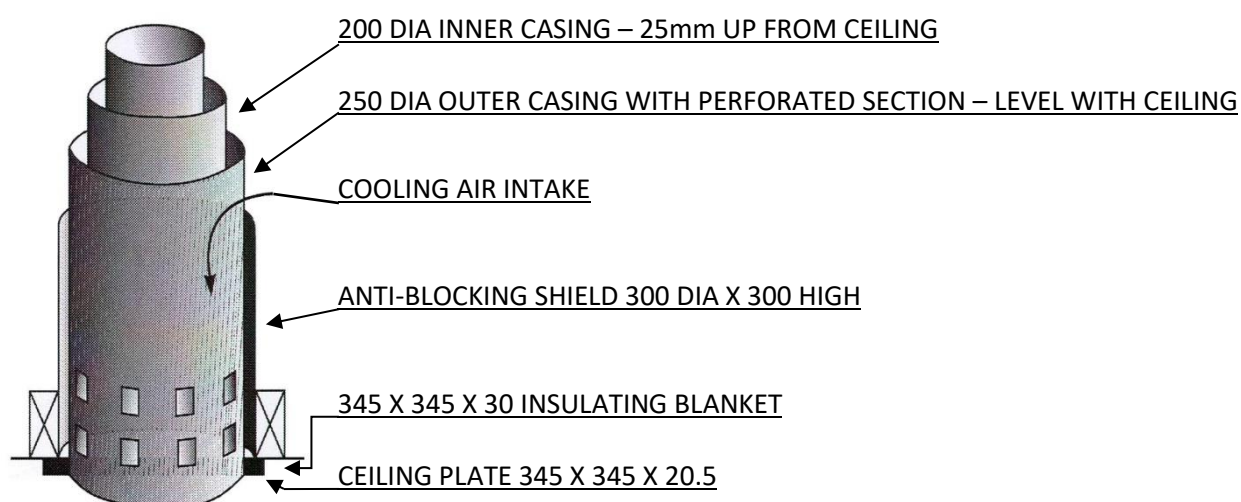 200 DIA INNER CASING – 25mm UP FROM CEILING
250 DIA OUTER CASING WITH PERFORATED SECTION – LEVEL WITH CEILING
COOLING AIR INTAKE
ANTI-BLOCKING SHIELD 300 DIA X 300 HIGH
345 X 345 X 30 INSULATING BLANKET
CEILING PLATE 345 X 345 X 20.5